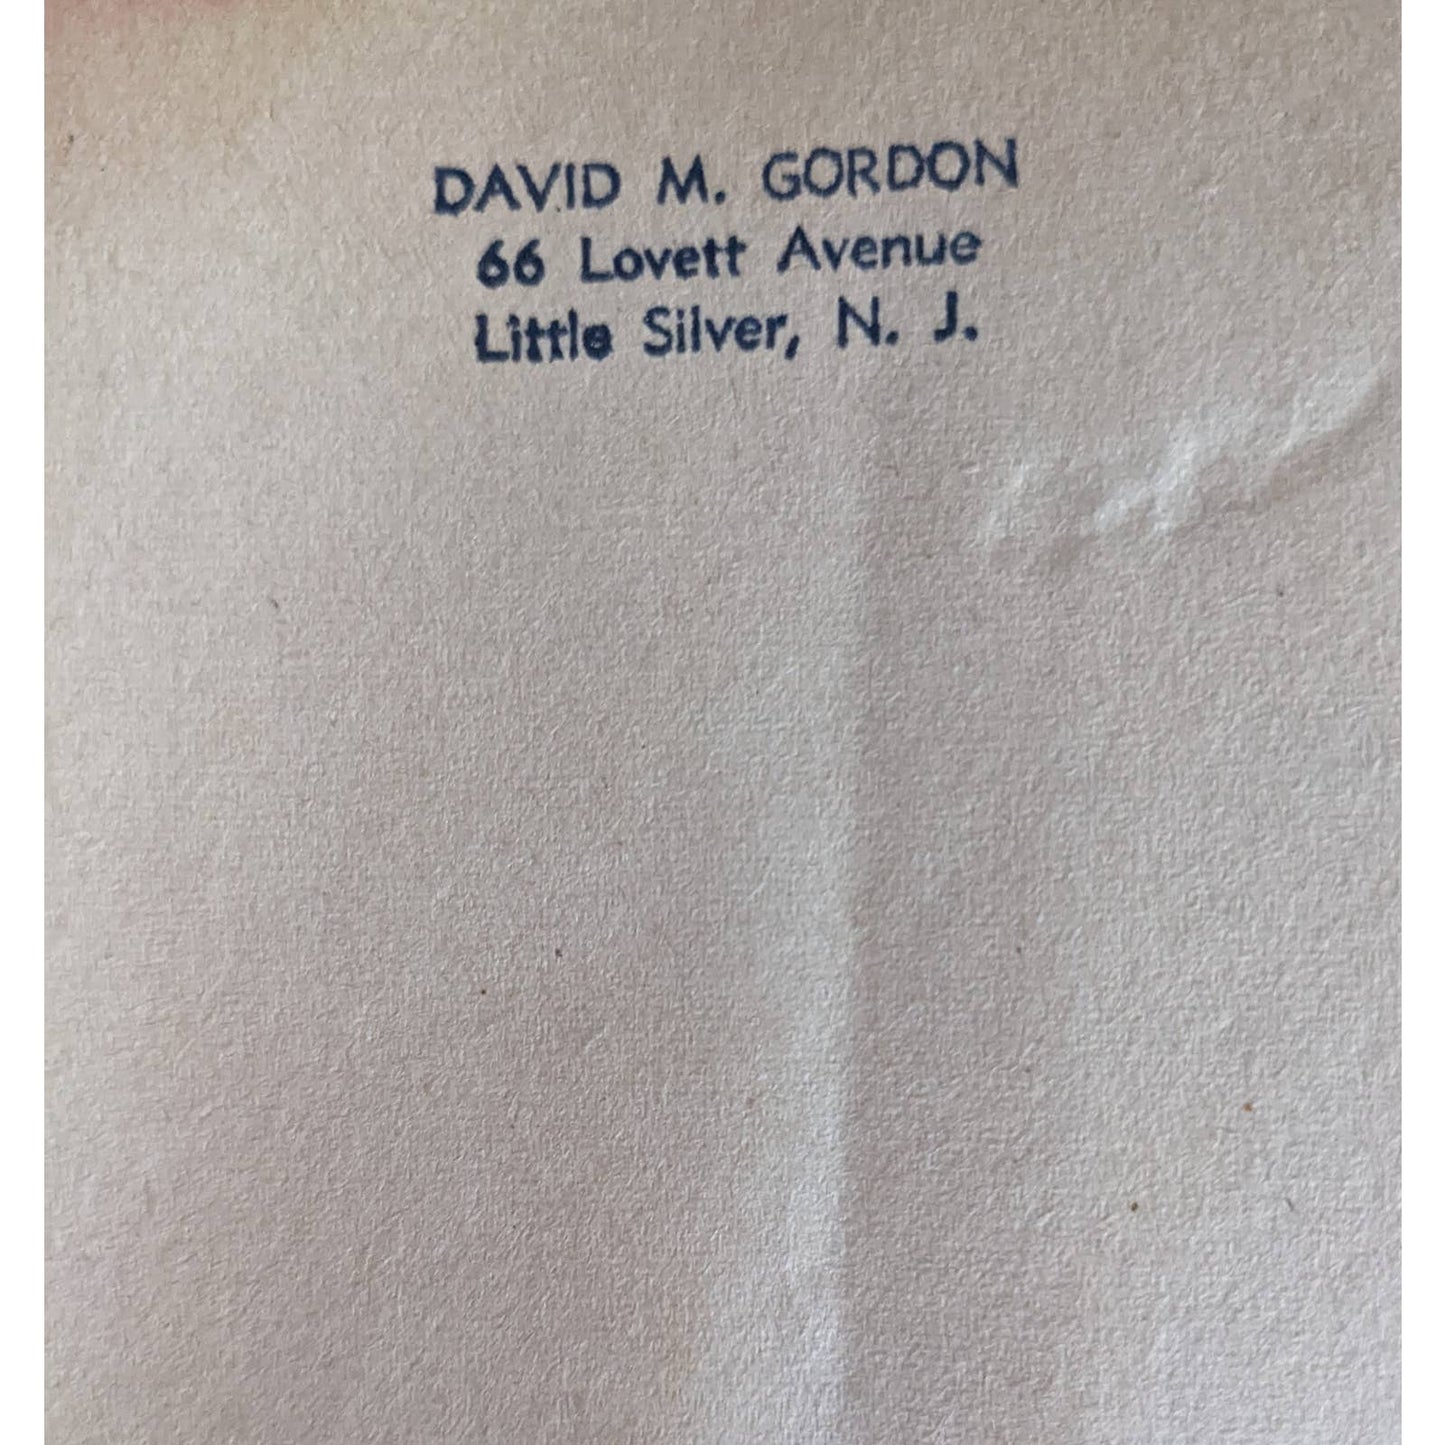 DAVID M. GORDON
66 Lovett Avenue
Little Silver, N. J.